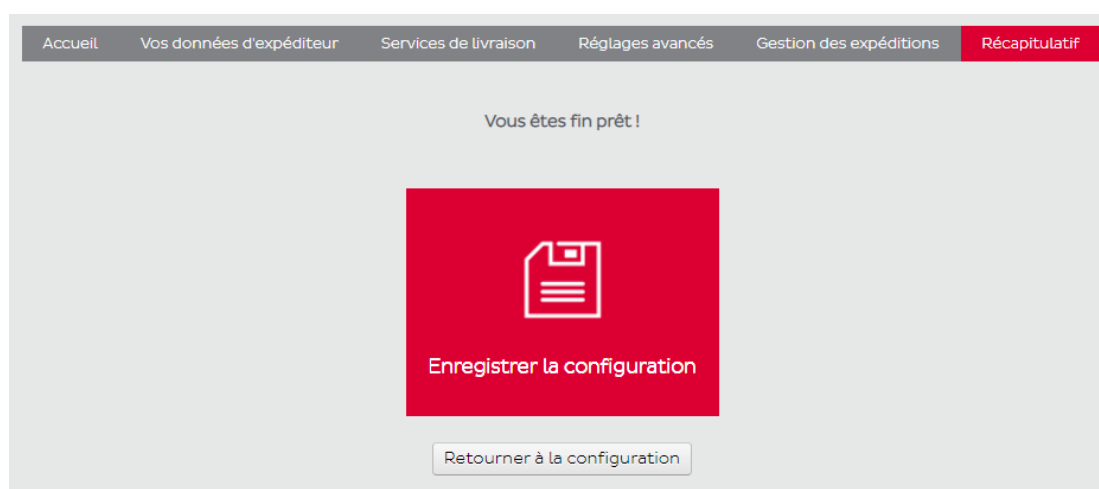 Accueil Vos données d'expéditeur Services de livraison Réglages avancés Gestion des expéditions Récapitulatif
Vous êtes fin prêt !
Enregistrer la configuration
Retourner à la configuration